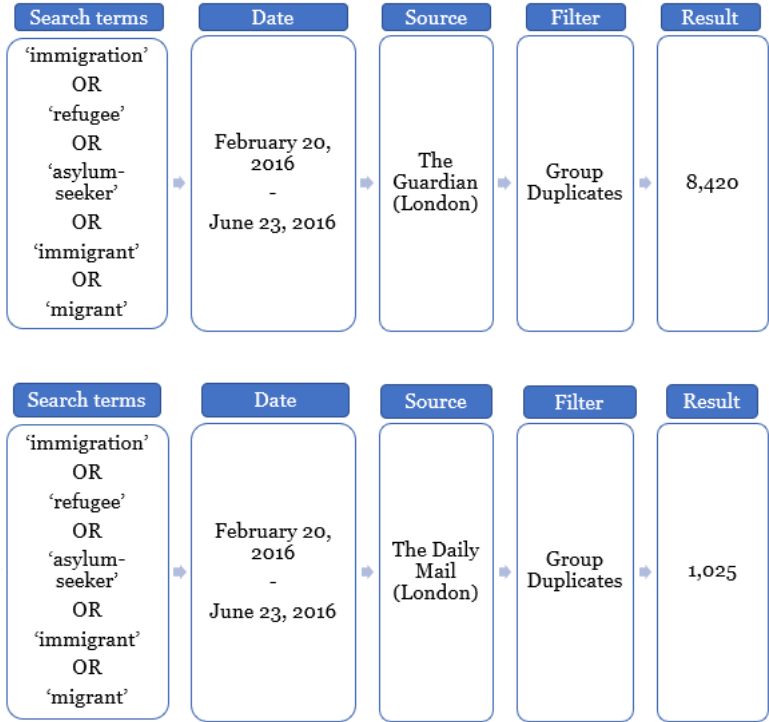 Search terms
Date
Source
Filter
Result
‘immigration’
OR
‘refugee’
OR
‘asylum-
seeker’
OR
‘immigrant’
OR
‘migrant’
February 20,
2016
-
June 23, 2016
The
Guardian
(London)
Group
Duplicates
8,420
Search terms
Date
Source
Filter
Result
‘immigration’
OR
‘refugee’
OR
‘asylum-
seeker’
OR
‘immigrant’
OR
‘migrant’
February 20,
2016
-
June 23, 2016
The Daily
Mail
(London)
Group
Duplicates
1,025